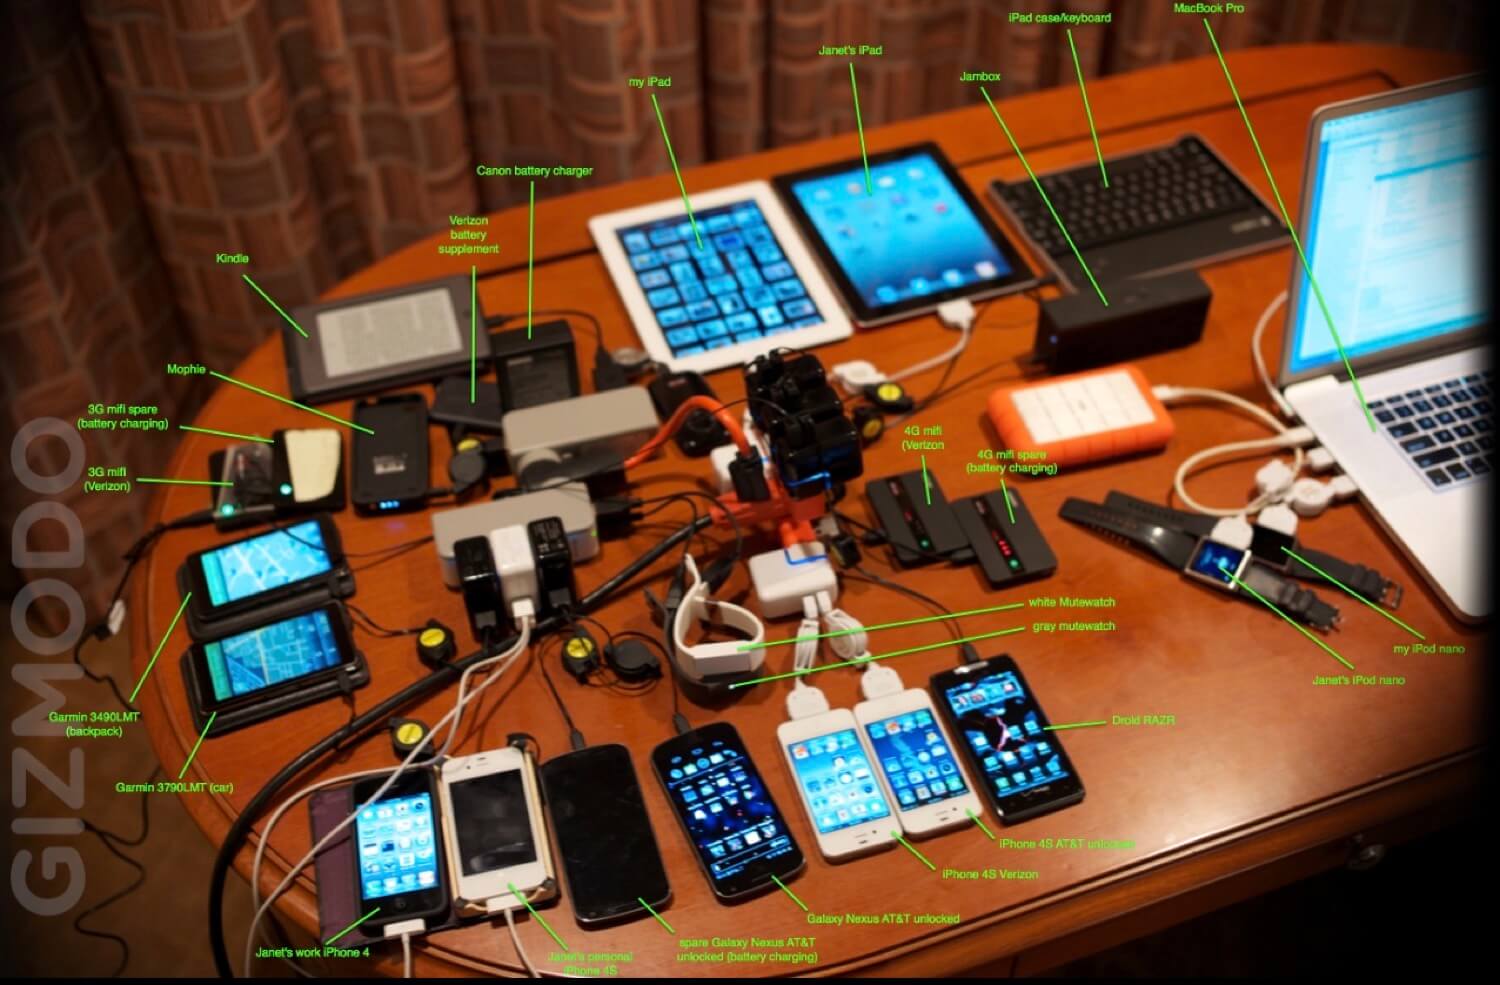 MacBook Pro
iPad case/keyboard
Janet's iPad
Jambox
my iPad
Canon battery charger
Verizon
battery
supplement
Kindle
Mophie
3G mifi spare
(battery charging)
3G mifi
(Verizon)
4G mifi
(Verizon
4G mifi spare
(battery charging)
white Mutewatch
gray mutewatch
my iPod nano
Janet's iPod nano
Droid RAZR
Garmin 3490LMT
(backpack)
Garmin 3790LMT (car)
iPhone 4S AT&T unlocked
iPhone 4S Verizon
Galaxy Nexus AT&T unlocked
spare Galaxy Nexus AT&T
unlocked (battery charging)
Janet's personal
iPhone 4S
Janet's work iPhone 4
GIZMODO